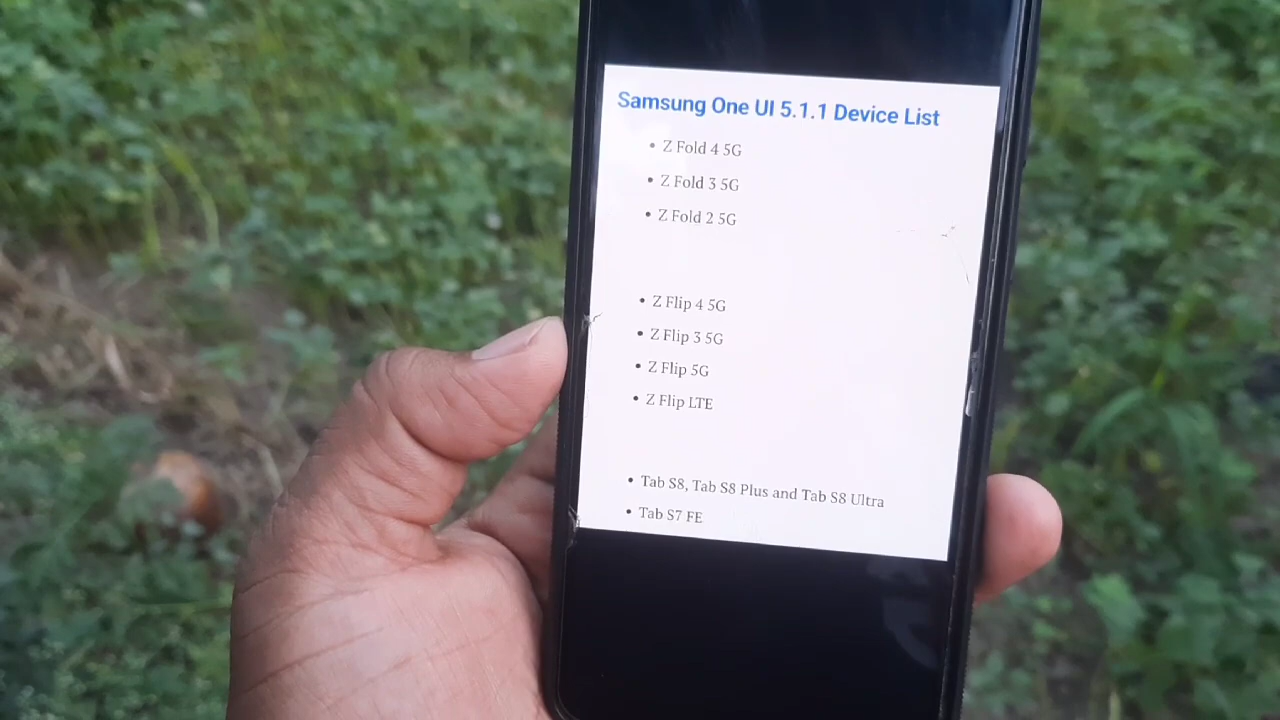 Samsung One UI 5.1.1 Device List
• Z Fold 4 5G
• Z Fold 3 5G
• Z Fold 2 5G
• Z Flip 4 5G
• Z Flip 3 5G
• Z Flip 5G
• Z Flip LTE
• Tab S8, Tab S8 Plus and Tab S8 Ultra
• Tab S7 FE